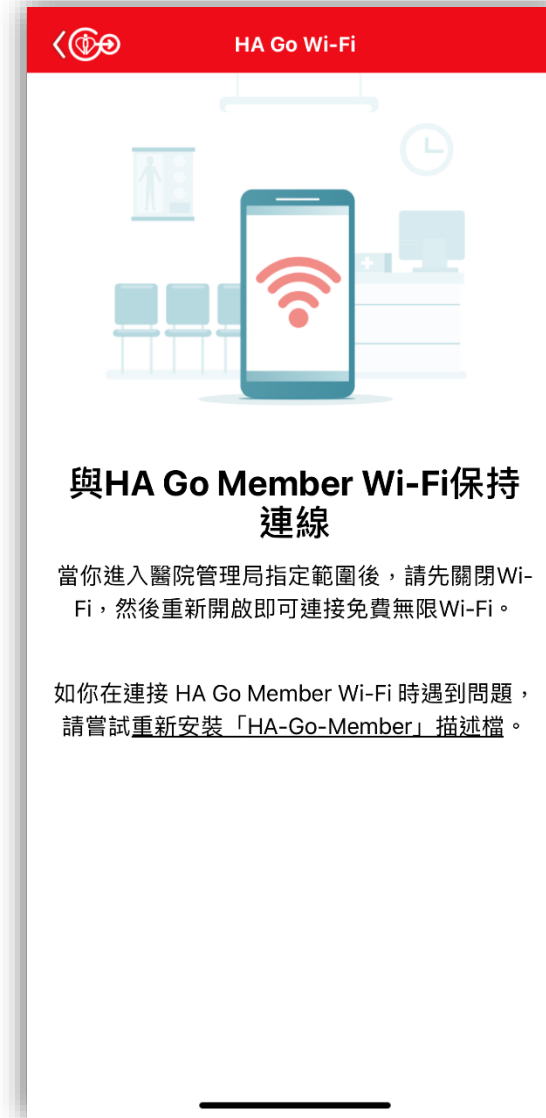 HA Go Wi-Fi
與HA Go Member Wi-Fi保持
連線
當你進入醫院管理局指定範圍後，請先關閉Wi-
Fi，然後重新開啟即可連接免費無限Wi-Fi。
如你在連接 HA Go Member Wi-Fi 時遇到問題，
請嘗試重新安裝「HA-Go-Member」描述檔。